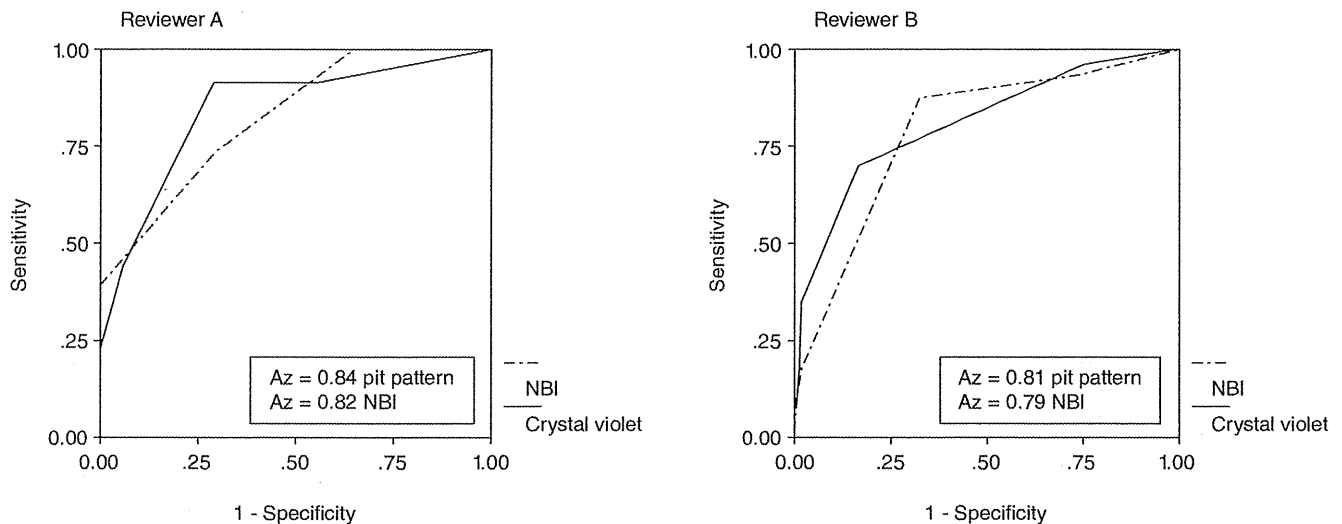 Reviewer A
1.00
.75
.50
.25
0.00
Sensitivity
Az = 0.84 pit pattern
Az = 0.82 NBI
0.00 .25 .50 .75 1.00
1 - Specificity
NBI
Crystal violet
Reviewer B
1.00
.75
.50
.25
0.00
Sensitivity
Az = 0.81 pit pattern
Az = 0.79 NBI
0.00 .25 .50 .75 1.00
1 - Specificity
NBI
Crystal violet